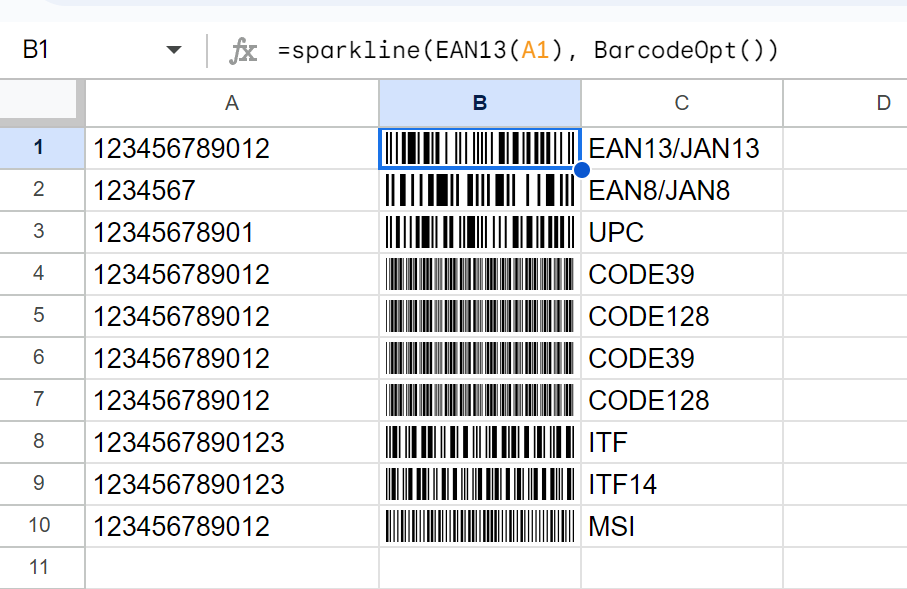 B1 fx =sparkline(EAN13(A1), BarcodeOpt())
A B C D
1 123456789012 EAN13/JAN13
2 1234567 EAN8/JAN8
3 12345678901 UPC
4 123456789012 CODE39
5 123456789012 CODE128
6 123456789012 CODE39
7 123456789012 CODE128
8 1234567890123 ITF
9 1234567890123 ITF14
10 123456789012 MSI
11